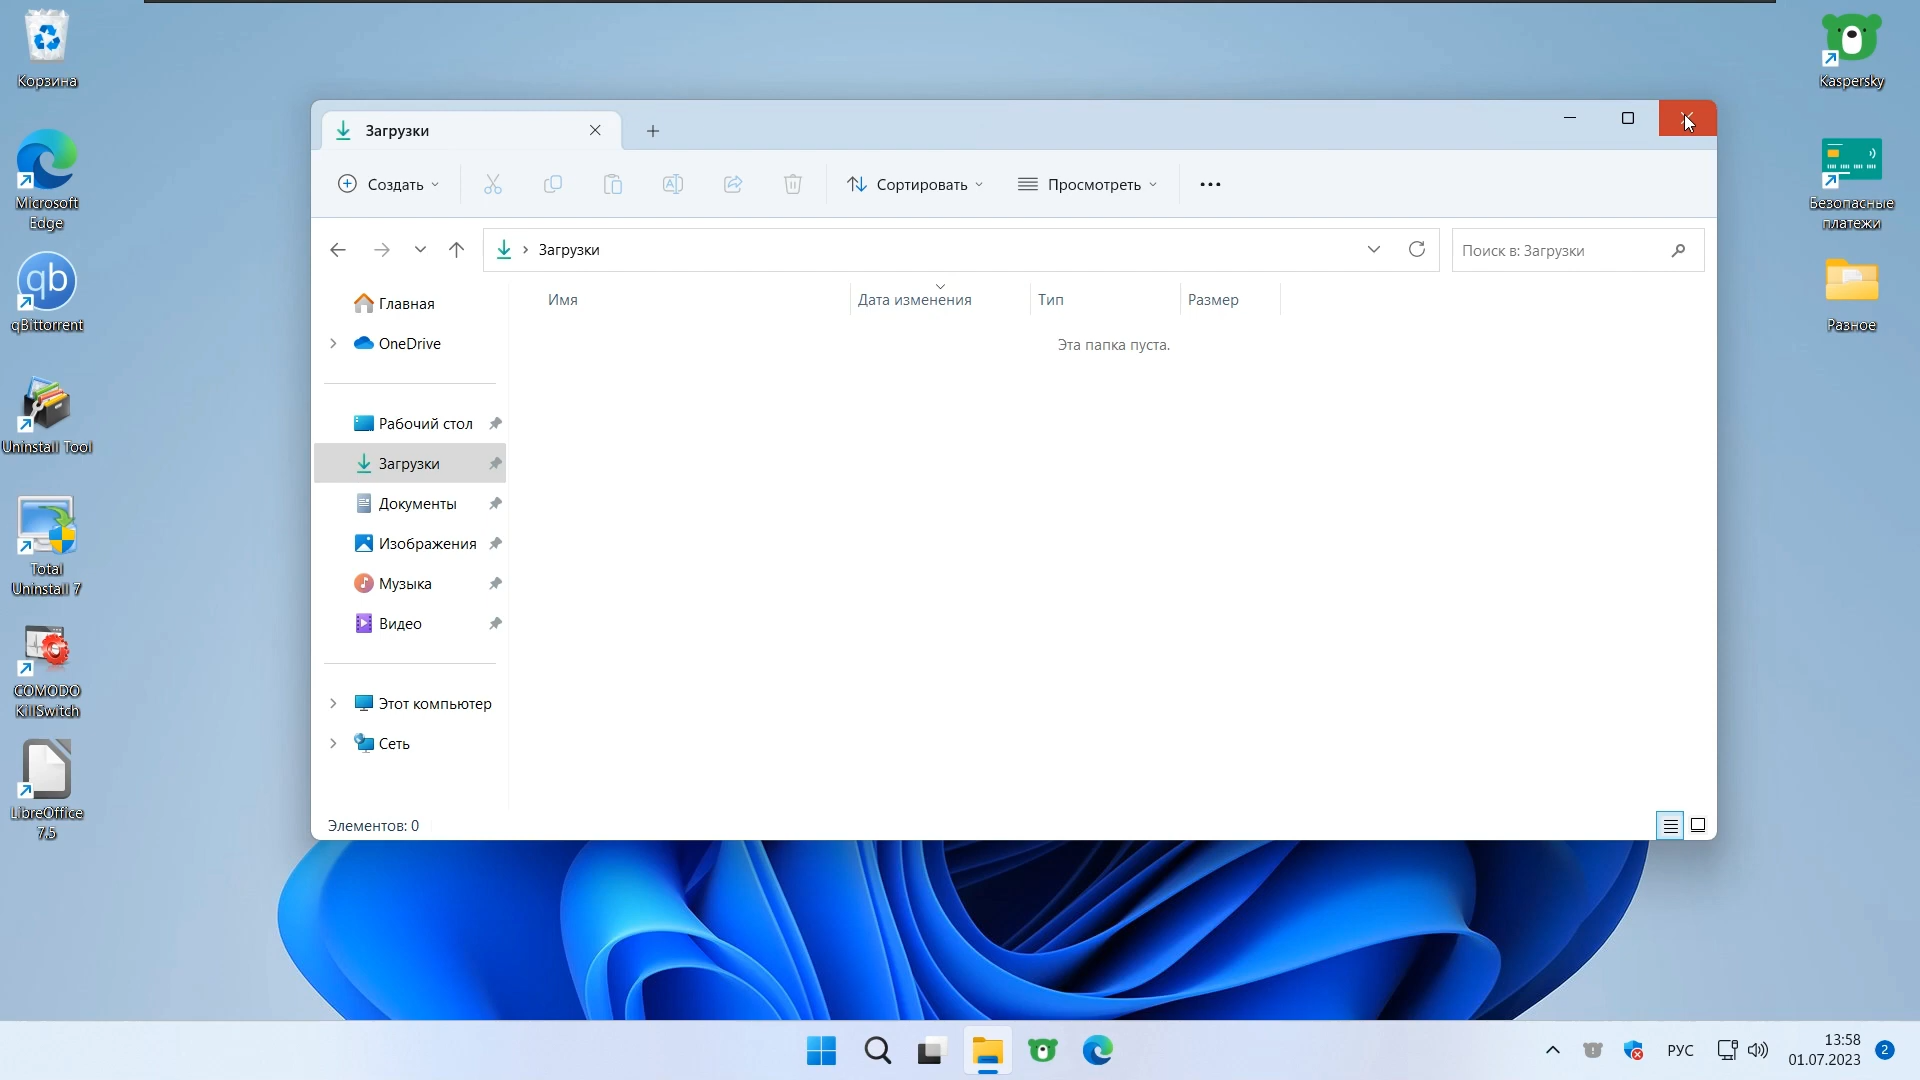 Корзина
Microsoft
Edge
qBittorrent
Uninstall Tool
Total
Uninstall 7
COMODO
KillSwitch
LibreOffice
7.5
Kaspersky
Безопасные
платежи
Разное
Загрузки
Создать
Сортировать
Просмотреть
Загрузки
Поиск в: Загрузки
Главная
OneDrive
Рабочий стол
Загрузки
Документы
Изображения
Музыка
Видео
Этот компьютер
Сеть
Имя
Дата изменения
Тип
Размер
Эта папка пуста.
Элементов: 0
РУС
13:58
01.07.2023
2